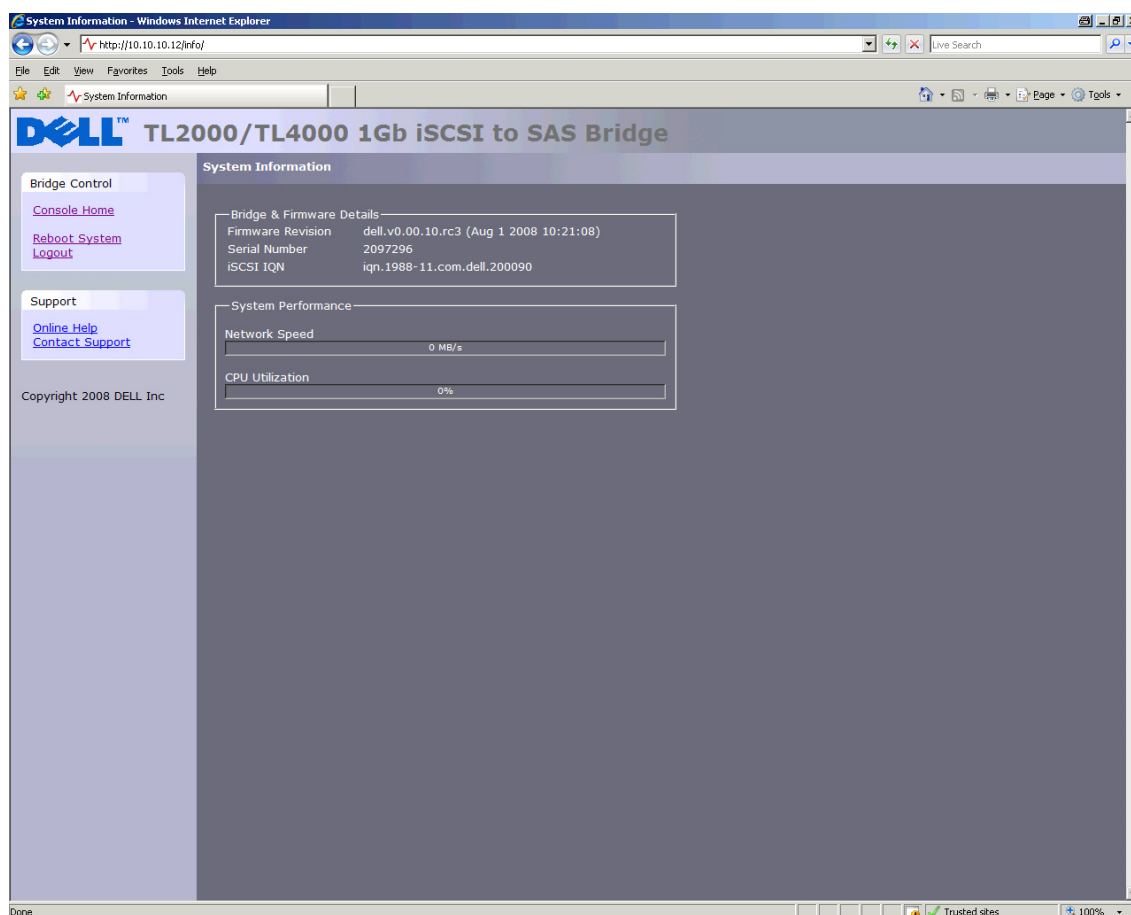 System Information - Windows Internet Explorer
http://10.10.10.12/info/
Live Search
File Edit View Favorites Tools Help
System Information
Page Tools
DELL™ TL2000/TL4000 1Gb iSCSI to SAS Bridge
System Information
Bridge Control
Console Home
Reboot System
Logout
Support
Online Help
Contact Support
Copyright 2008 DELL Inc
Bridge & Firmware Details
Firmware Revision dell.v0.00.10.rc3 (Aug 1 2008 10:21:08)
Serial Number 2097296
iSCSI IQN iqn.1988-11.com.dell.200090
System Performance
Network Speed
0 MB/s
CPU Utilization
0%
Done
Trusted sites
100%